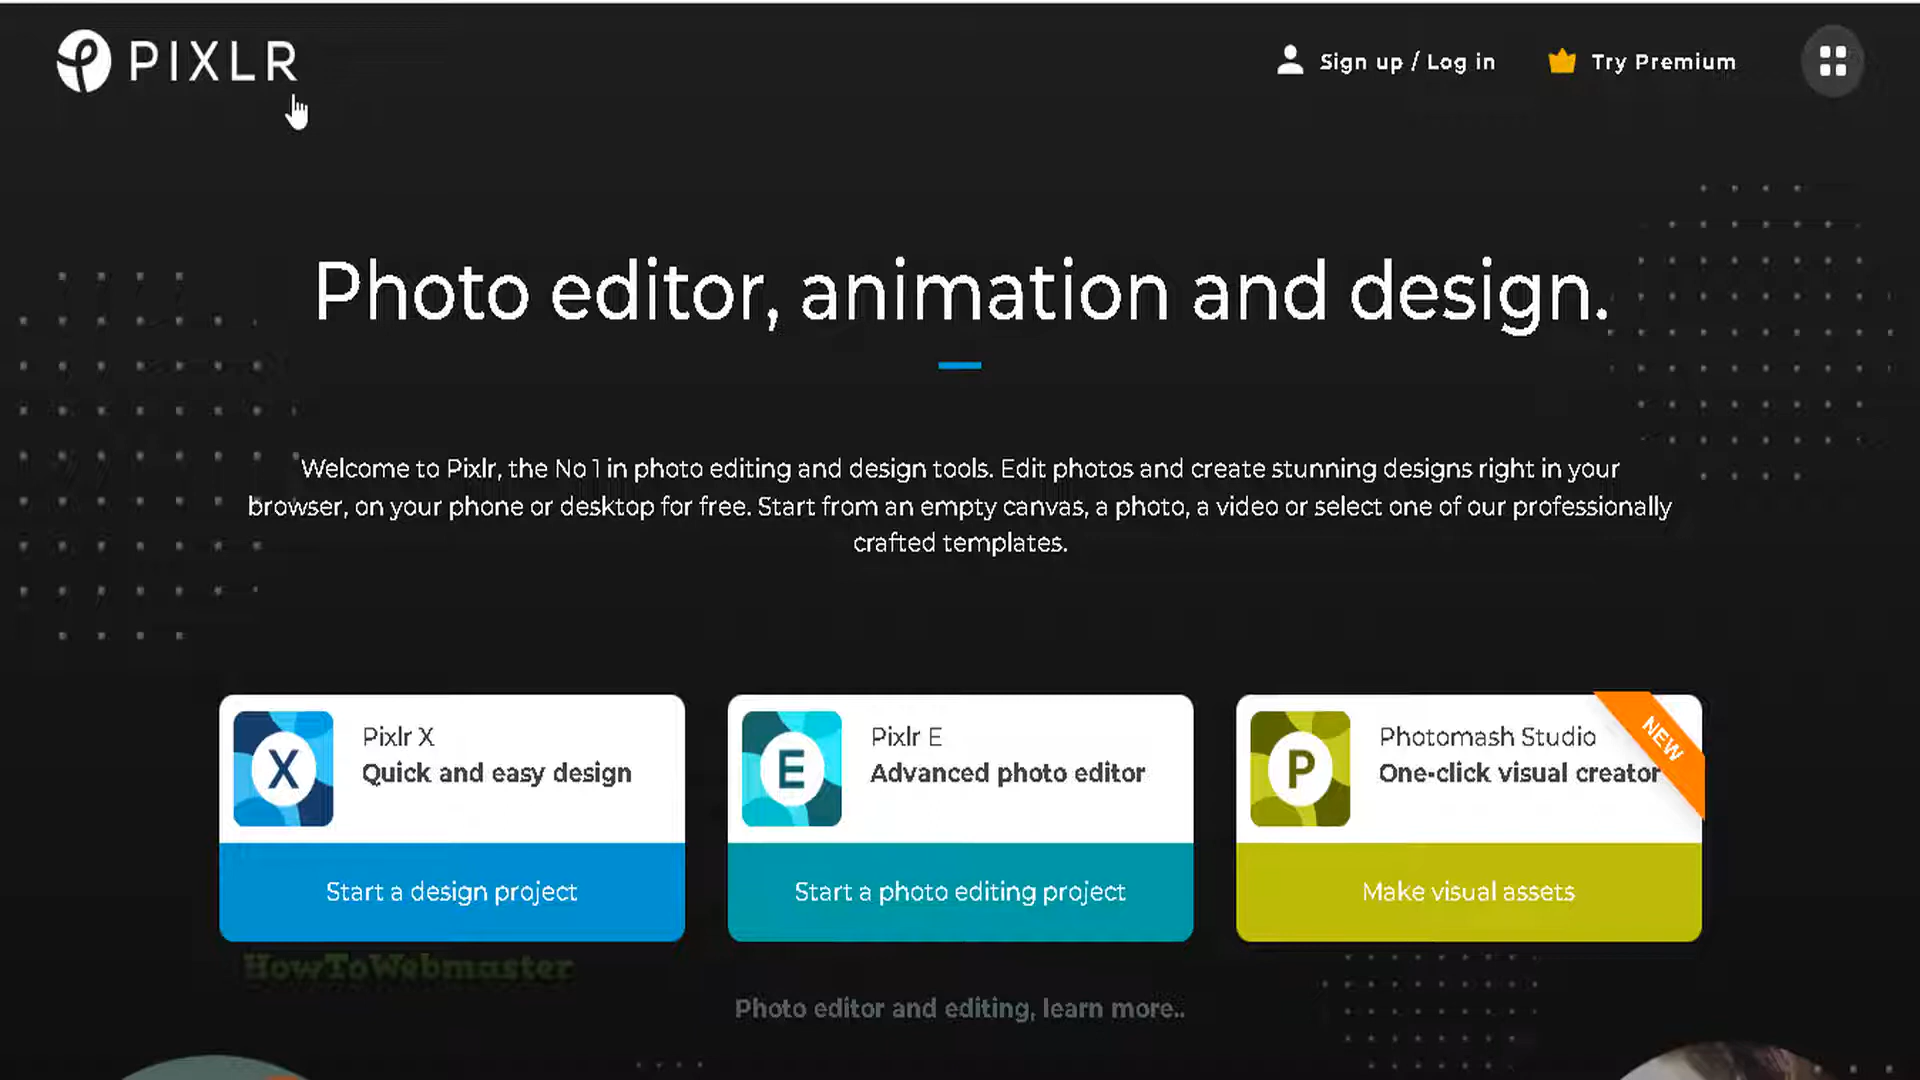 PIXLR
Sign up / Log in
Try Premium
Photo editor, animation and design.
Welcome to Pixlr, the No 1 in photo editing and design tools. Edit photos and create stunning designs right in your
browser, on your phone or desktop for free. Start from an empty canvas, a photo, a video or select one of our professionally
crafted templates.
X
Pixlr X
Quick and easy design
Start a design project
E
Pixlr E
Advanced photo editor
Start a photo editing project
P
Photomash Studio
One-click visual creator
NEW
Make visual assets
HowToWebmaster
Photo editor and editing, learn more..